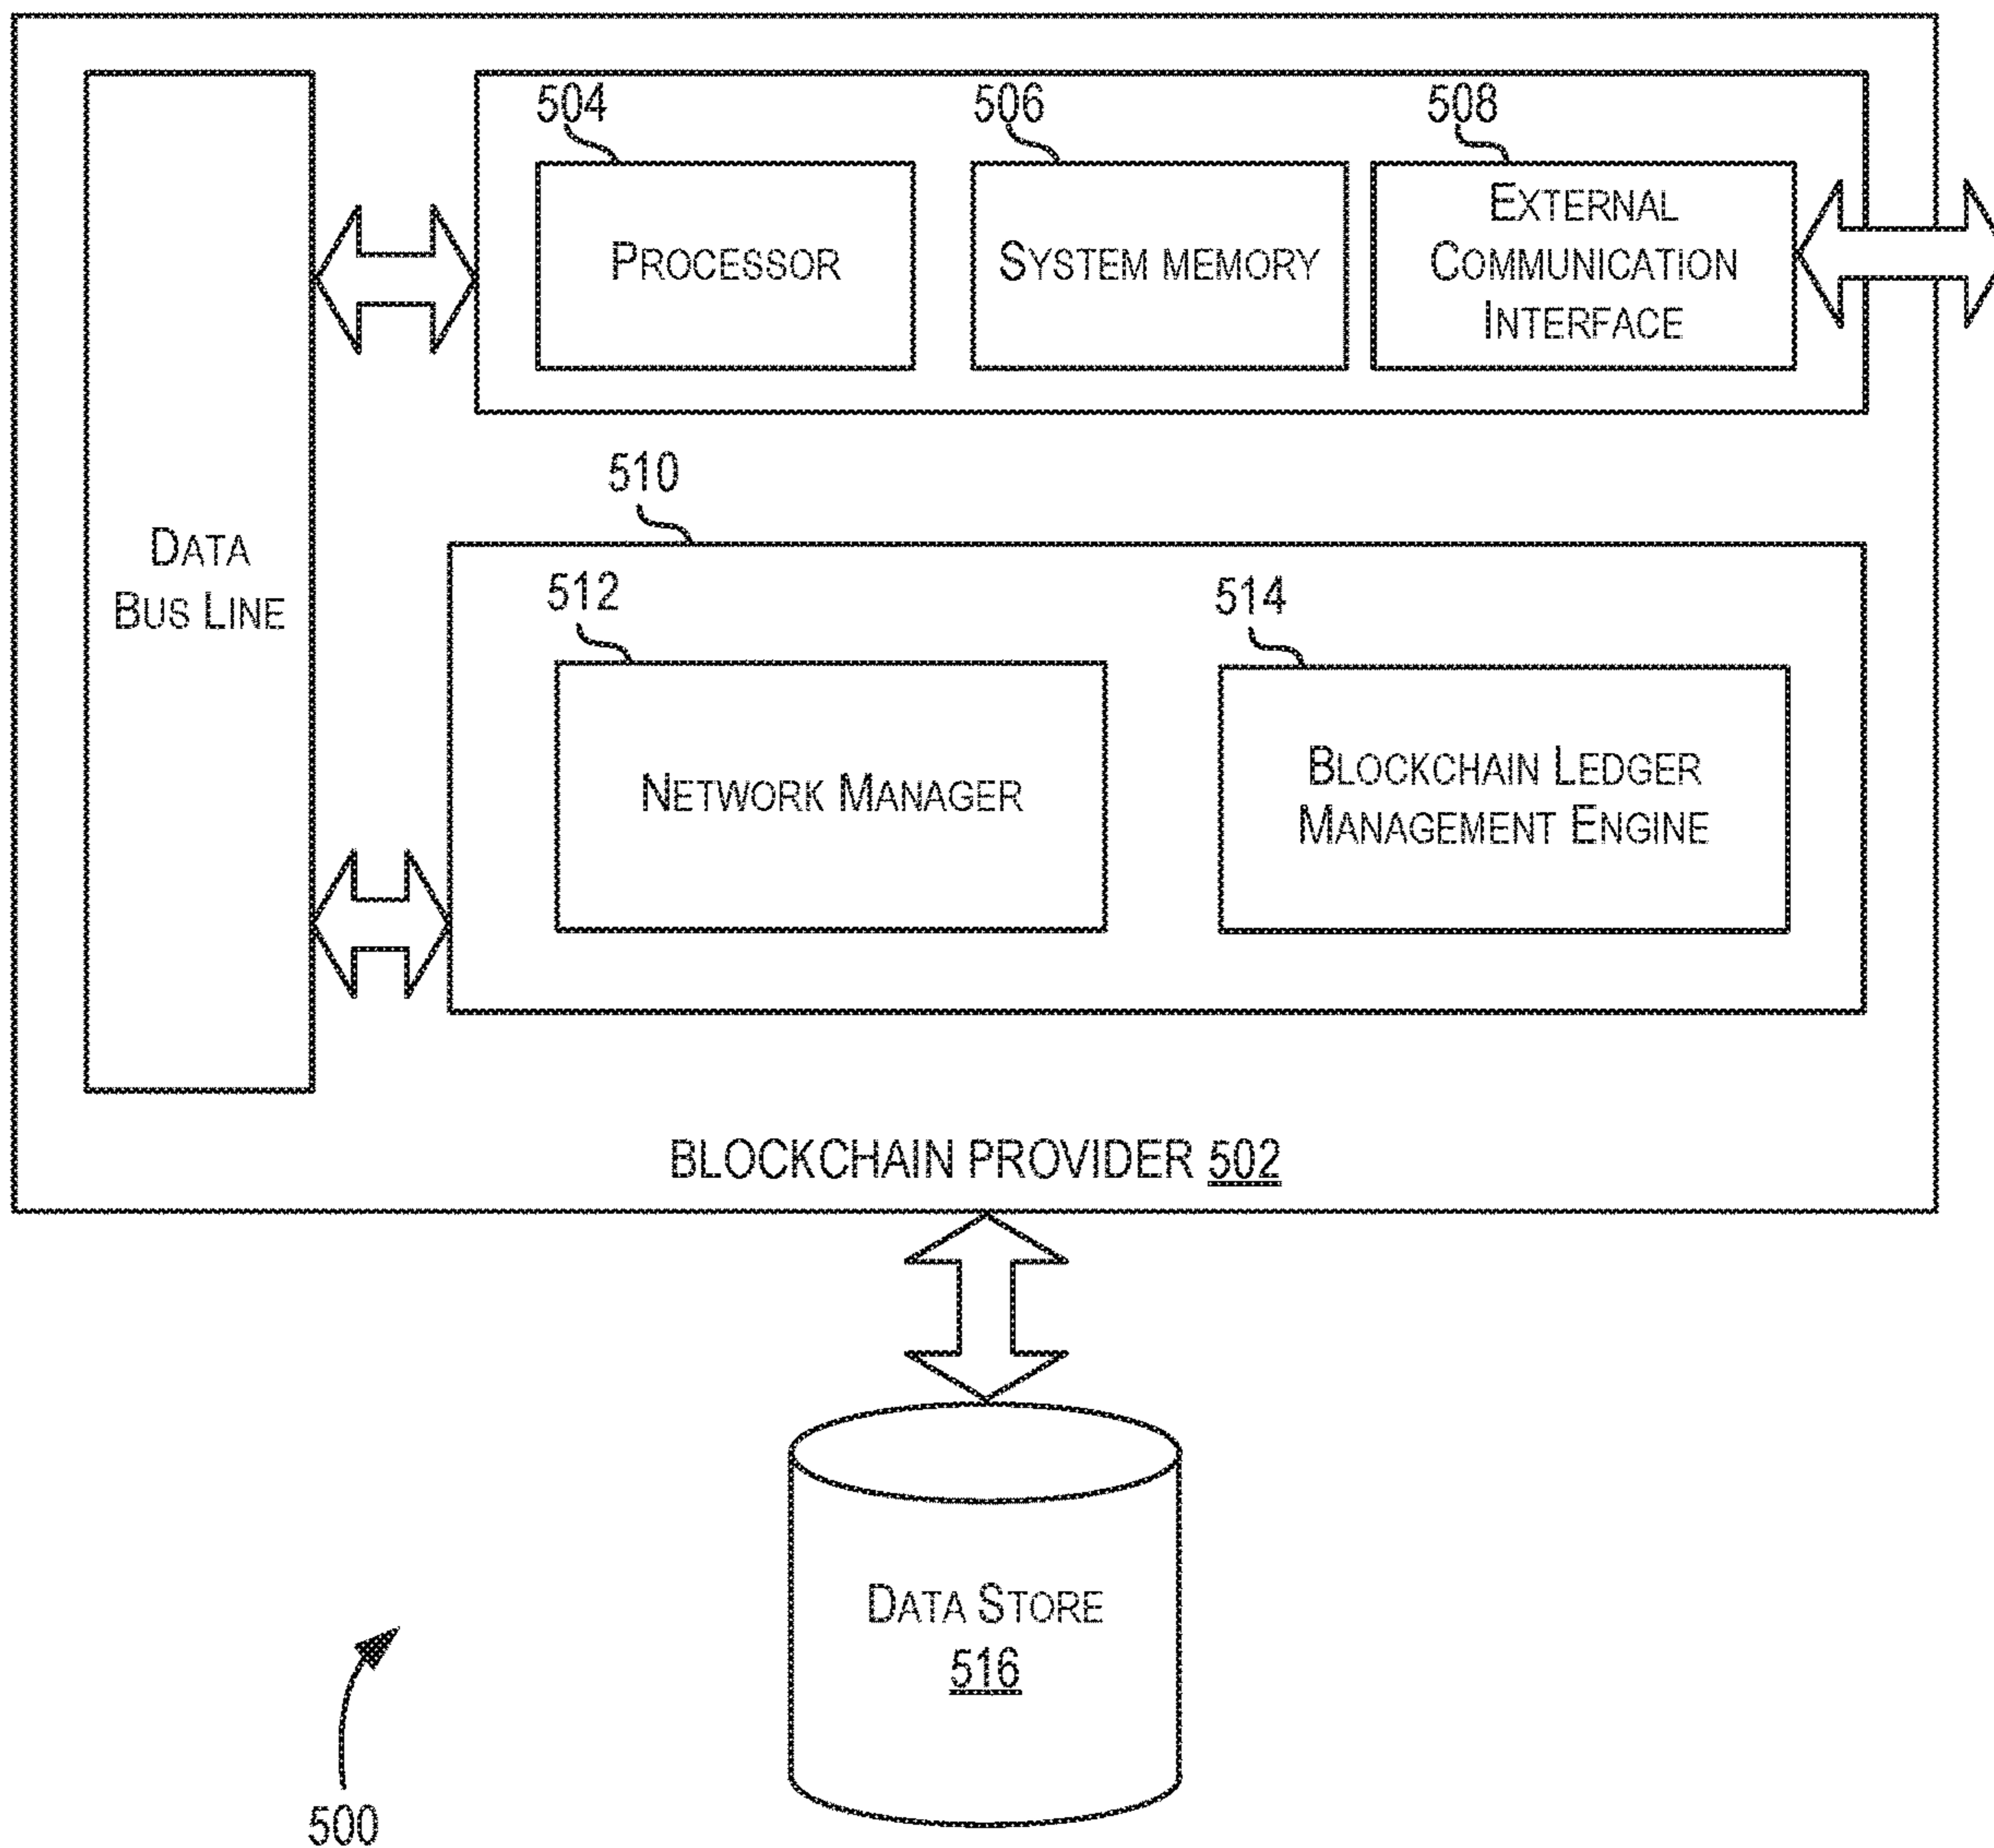 504
506
508
PROCESSOR
SYSTEM MEMORY
EXTERNAL
COMMUNICATION
INTERFACE
DATA
BUS LINE
510
512
514
NETWORK MANAGER
BLOCKCHAIN LEDGER
MANAGEMENT ENGINE
BLOCKCHAIN PROVIDER 502
DATA STORE
516
500